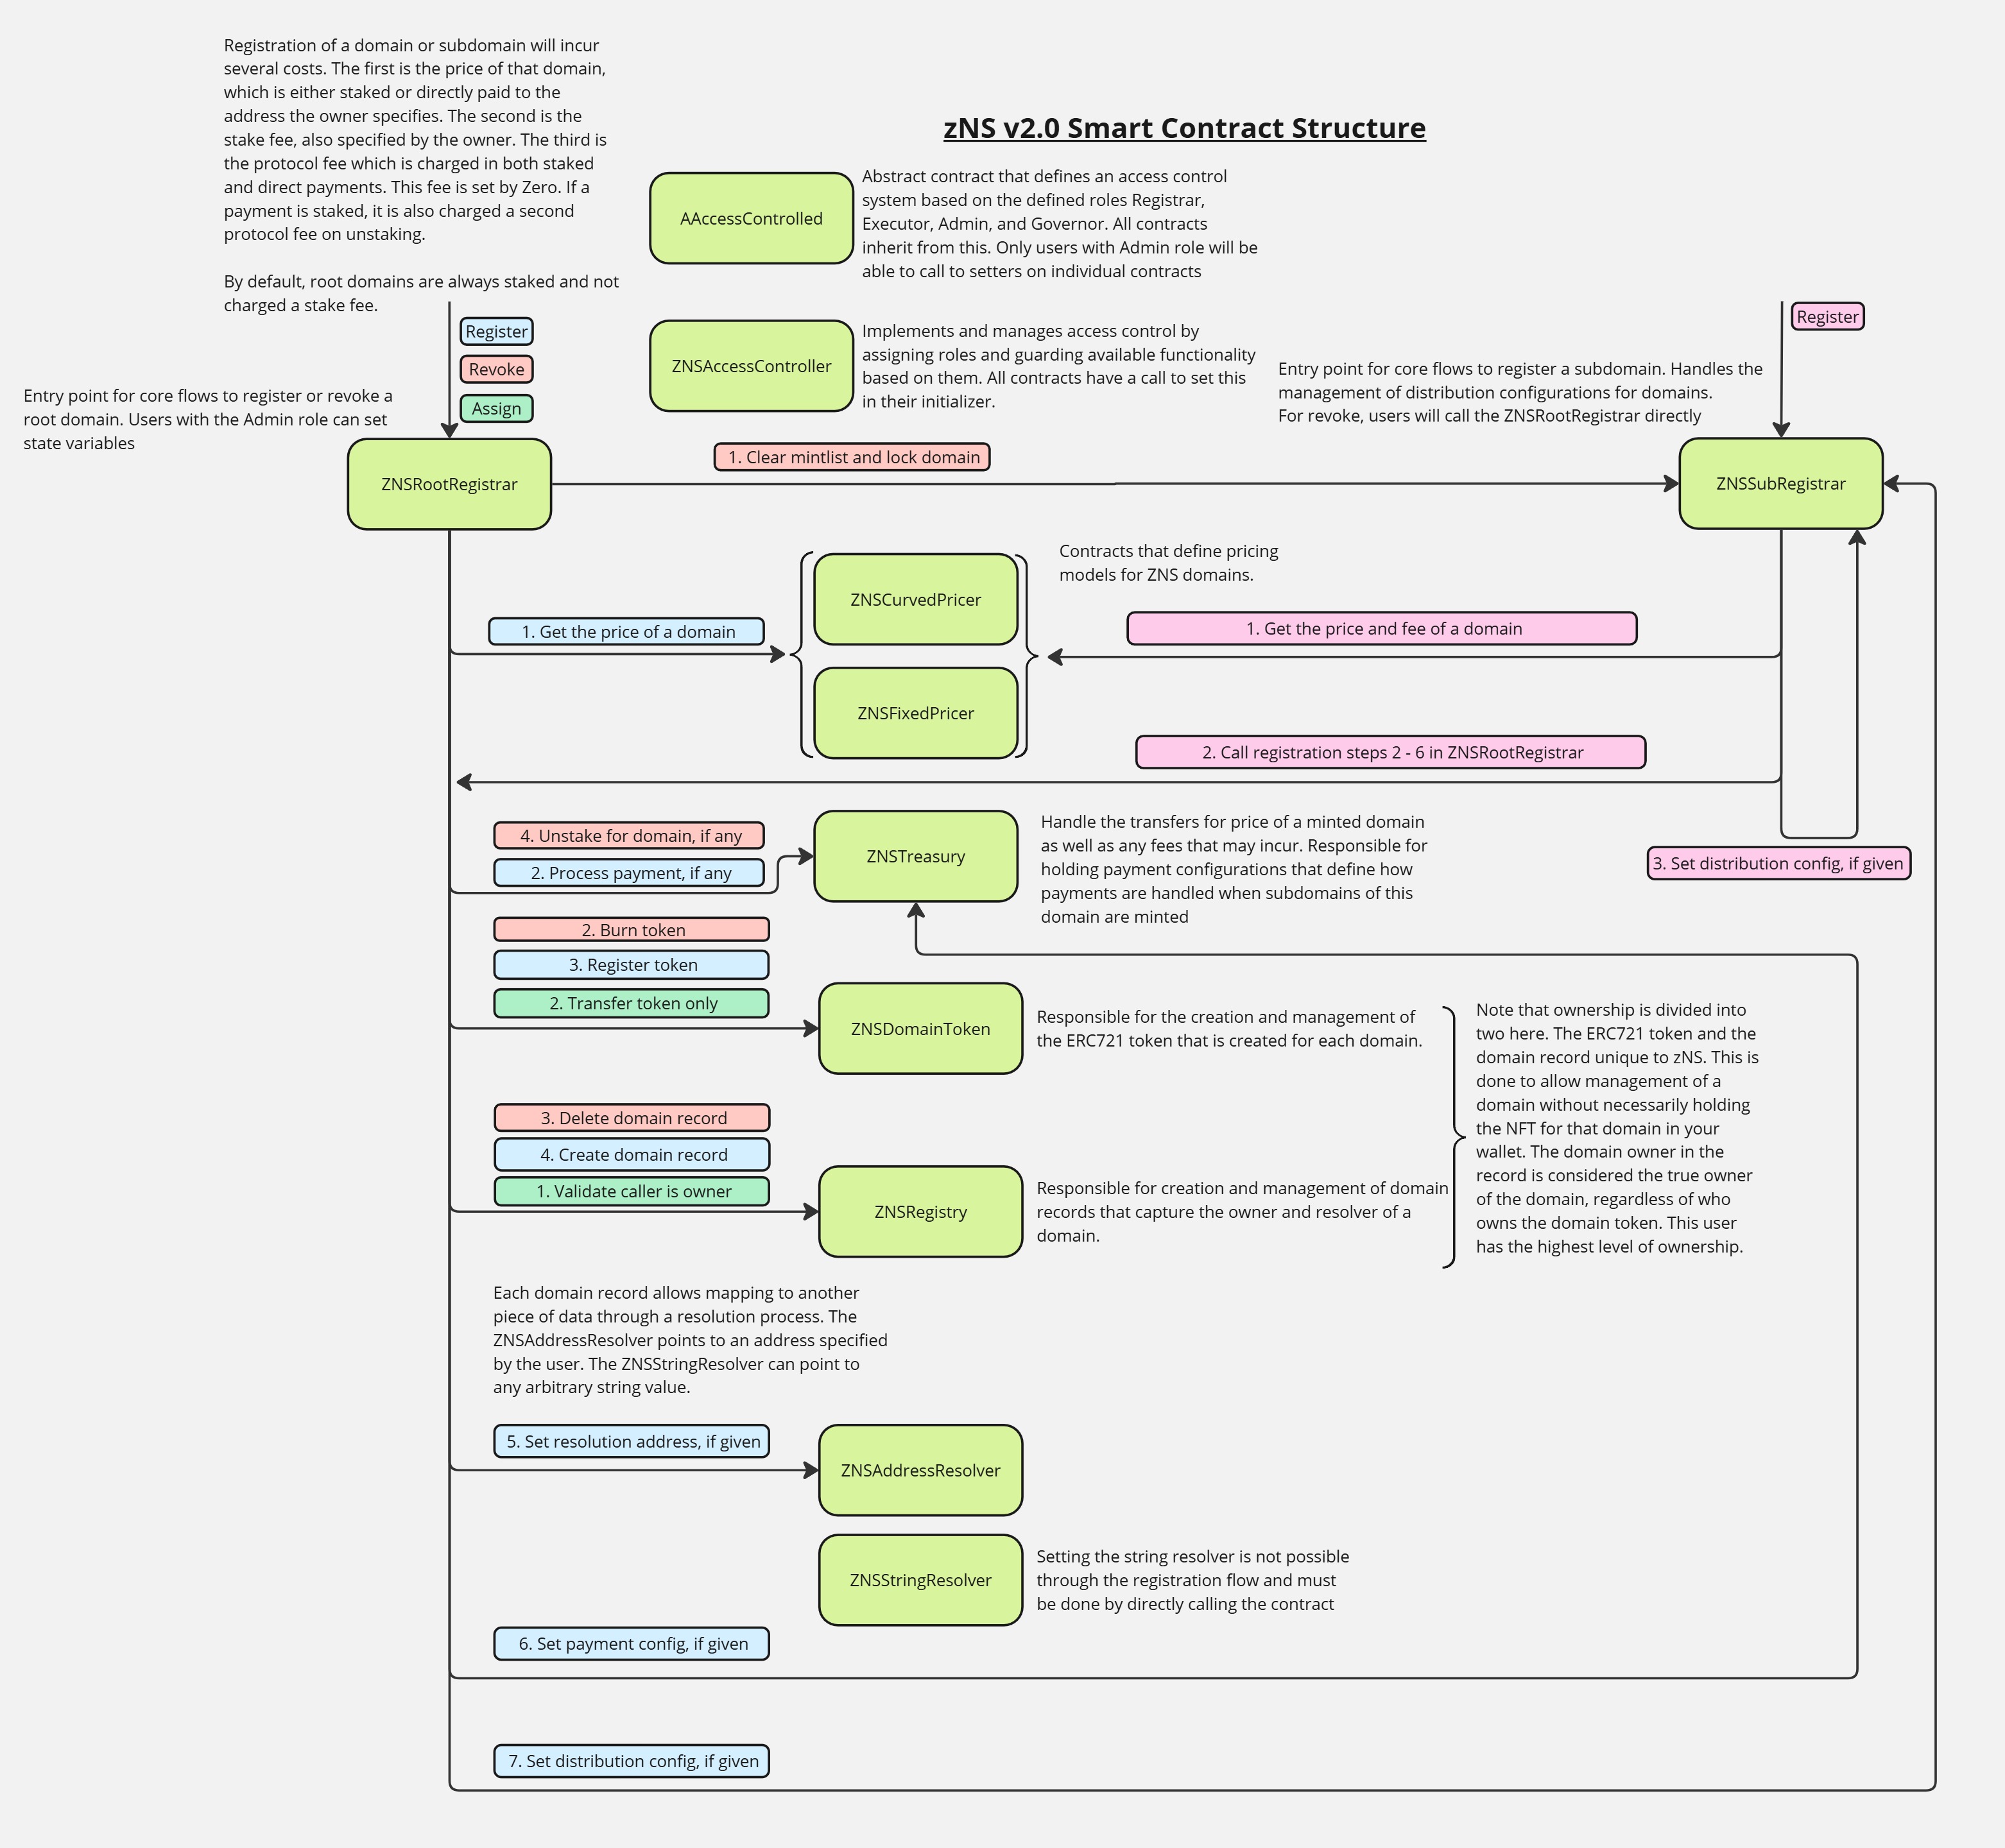 Registration of a domain or subdomain will incur
several costs. The first is the price of that domain,
which is either staked or directly paid to the
address the owner specifies. The second is the
stake fee, also specified by the owner. The third is
the protocol fee which is charged in both staked
and direct payments. This fee is set by Zero. If a
payment is staked, it is also charged a second
protocol fee on unstaking.
By default, root domains are always staked and not
charged a stake fee.
zNS v2.0 Smart Contract Structure
AAccessControlled
Abstract contract that defines an access control
system based on the defined roles Registrar,
Executor, Admin, and Governor. All contracts
inherit from this. Only users with Admin role will be
able to call to setters on individual contracts
Register
Revoke
Assign
ZNSAccessController
Implements and manages access control by
assigning roles and guarding available functionality
based on them. All contracts have a call to set this
in their initializer.
Register
Entry point for core flows to register a subdomain. Handles the
management of distribution configurations for domains.
For revoke, users will call the ZNSRootRegistrar directly
Entry point for core flows to register or revoke a
root domain. Users with the Admin role can set
state variables
ZNSRootRegistrar
1. Clear mintlist and lock domain
ZNSSubRegistrar
ZNSCurvedPricer
Contracts that define pricing
models for ZNS domains.
1. Get the price of a domain
1. Get the price and fee of a domain
ZNSFixedPricer
2. Call registration steps 2 - 6 in ZNSRootRegistrar
4. Unstake for domain, if any
2. Process payment, if any
ZNSTreasury
Handle the transfers for price of a minted domain
as well as any fees that may incur. Responsible for
holding payment configurations that define how
payments are handled when subdomains of this
domain are minted
3. Set distribution config, if given
2. Burn token
3. Register token
2. Transfer token only
ZNSDomainToken
Responsible for the creation and management of
the ERC721 token that is created for each domain.
Note that ownership is divided into
two here. The ERC721 token and the
domain record unique to zNS. This is
done to allow management of a
domain without necessarily holding
the NFT for that domain in your
wallet. The domain owner in the
record is considered the true owner
of the domain, regardless of who
owns the domain token. This user
has the highest level of ownership.
3. Delete domain record
4. Create domain record
1. Validate caller is owner
ZNSRegistry
Responsible for creation and management of domain
records that capture the owner and resolver of a
domain.
Each domain record allows mapping to another
piece of data through a resolution process. The
ZNSAddressResolver points to an address specified
by the user. The ZNSStringResolver can point to
any arbitrary string value.
5. Set resolution address, if given
ZNSAddressResolver
ZNSStringResolver
Setting the string resolver is not possible
through the registration flow and must
be done by directly calling the contract
6. Set payment config, if given
7. Set distribution config, if given